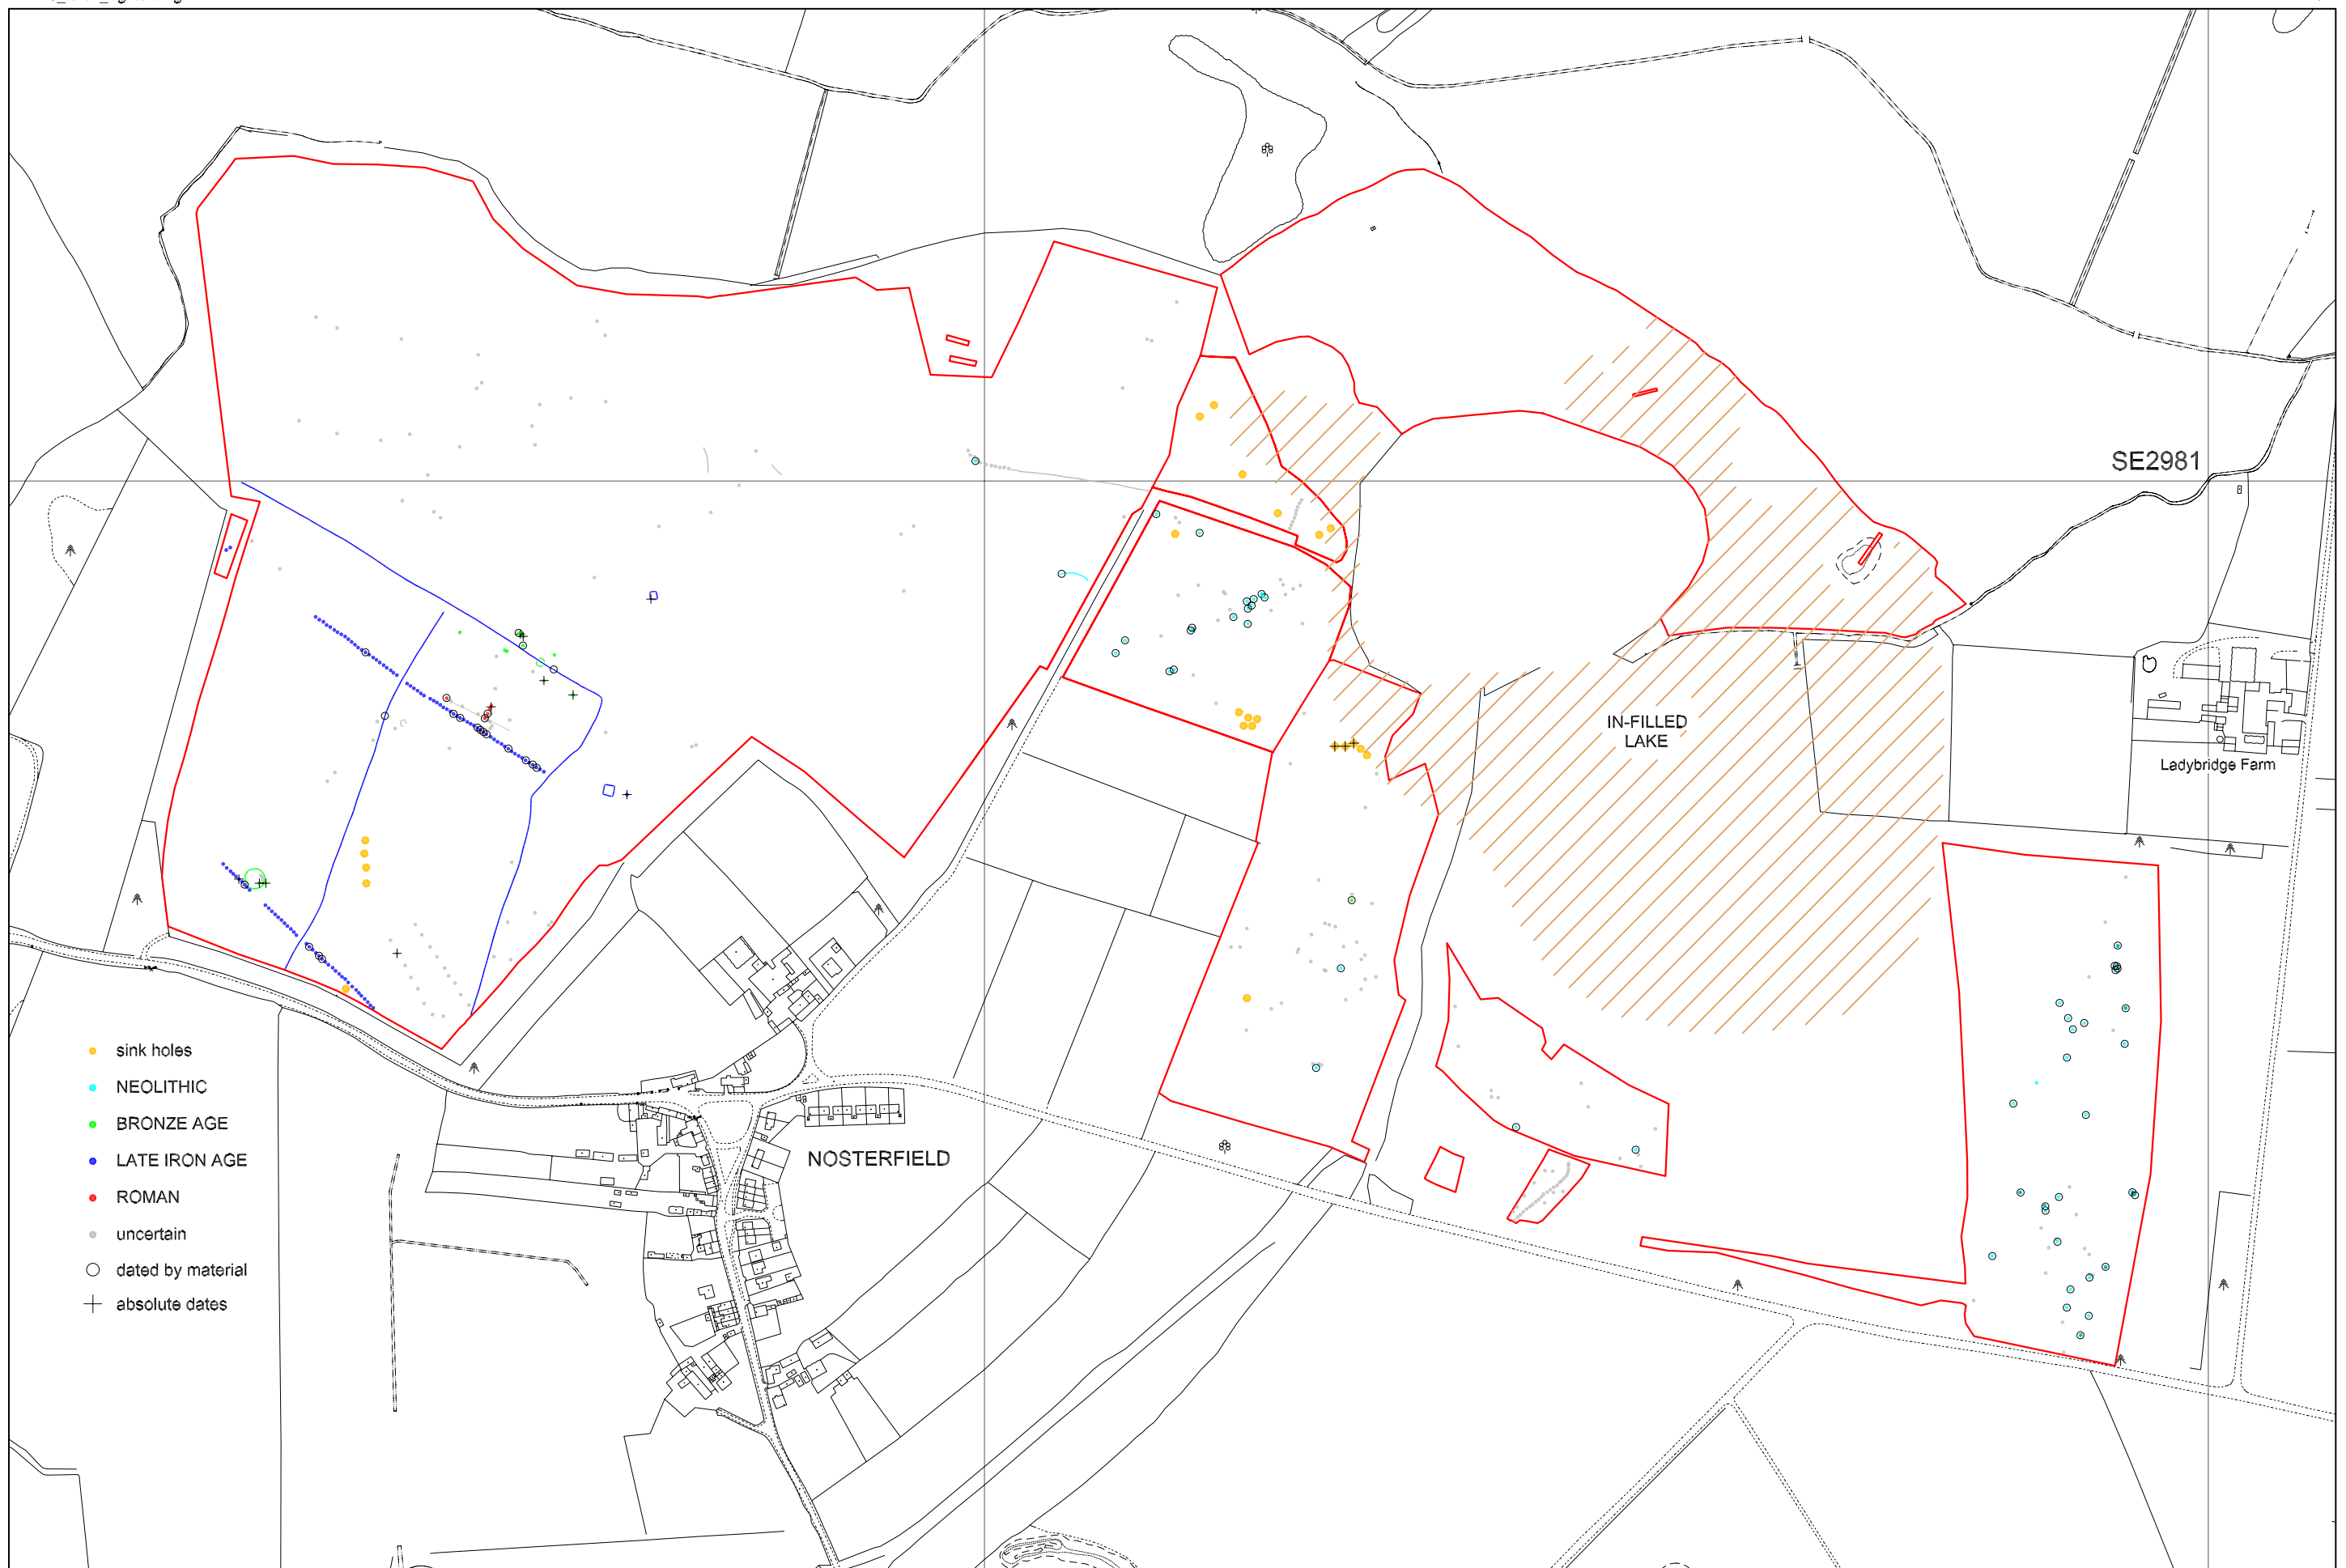 SE2981
IN-FILLED
LAKE
Ladybridge Farm
sink holes
NEOLITHIC
BRONZE AGE
LATE IRON AGE
ROMAN
uncertain
dated by material
absolute dates
NOSTERFIELD